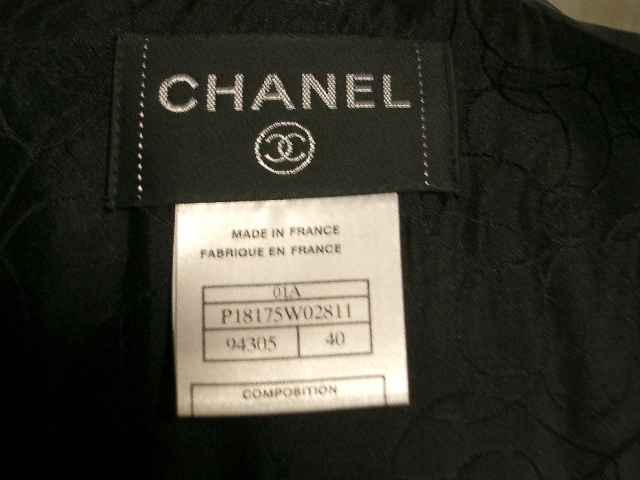 CHANEL
MADE IN FRANCE
FABRIQUE EN FRANCE
01A
P18175W02811
94305 40
COMPOSITION